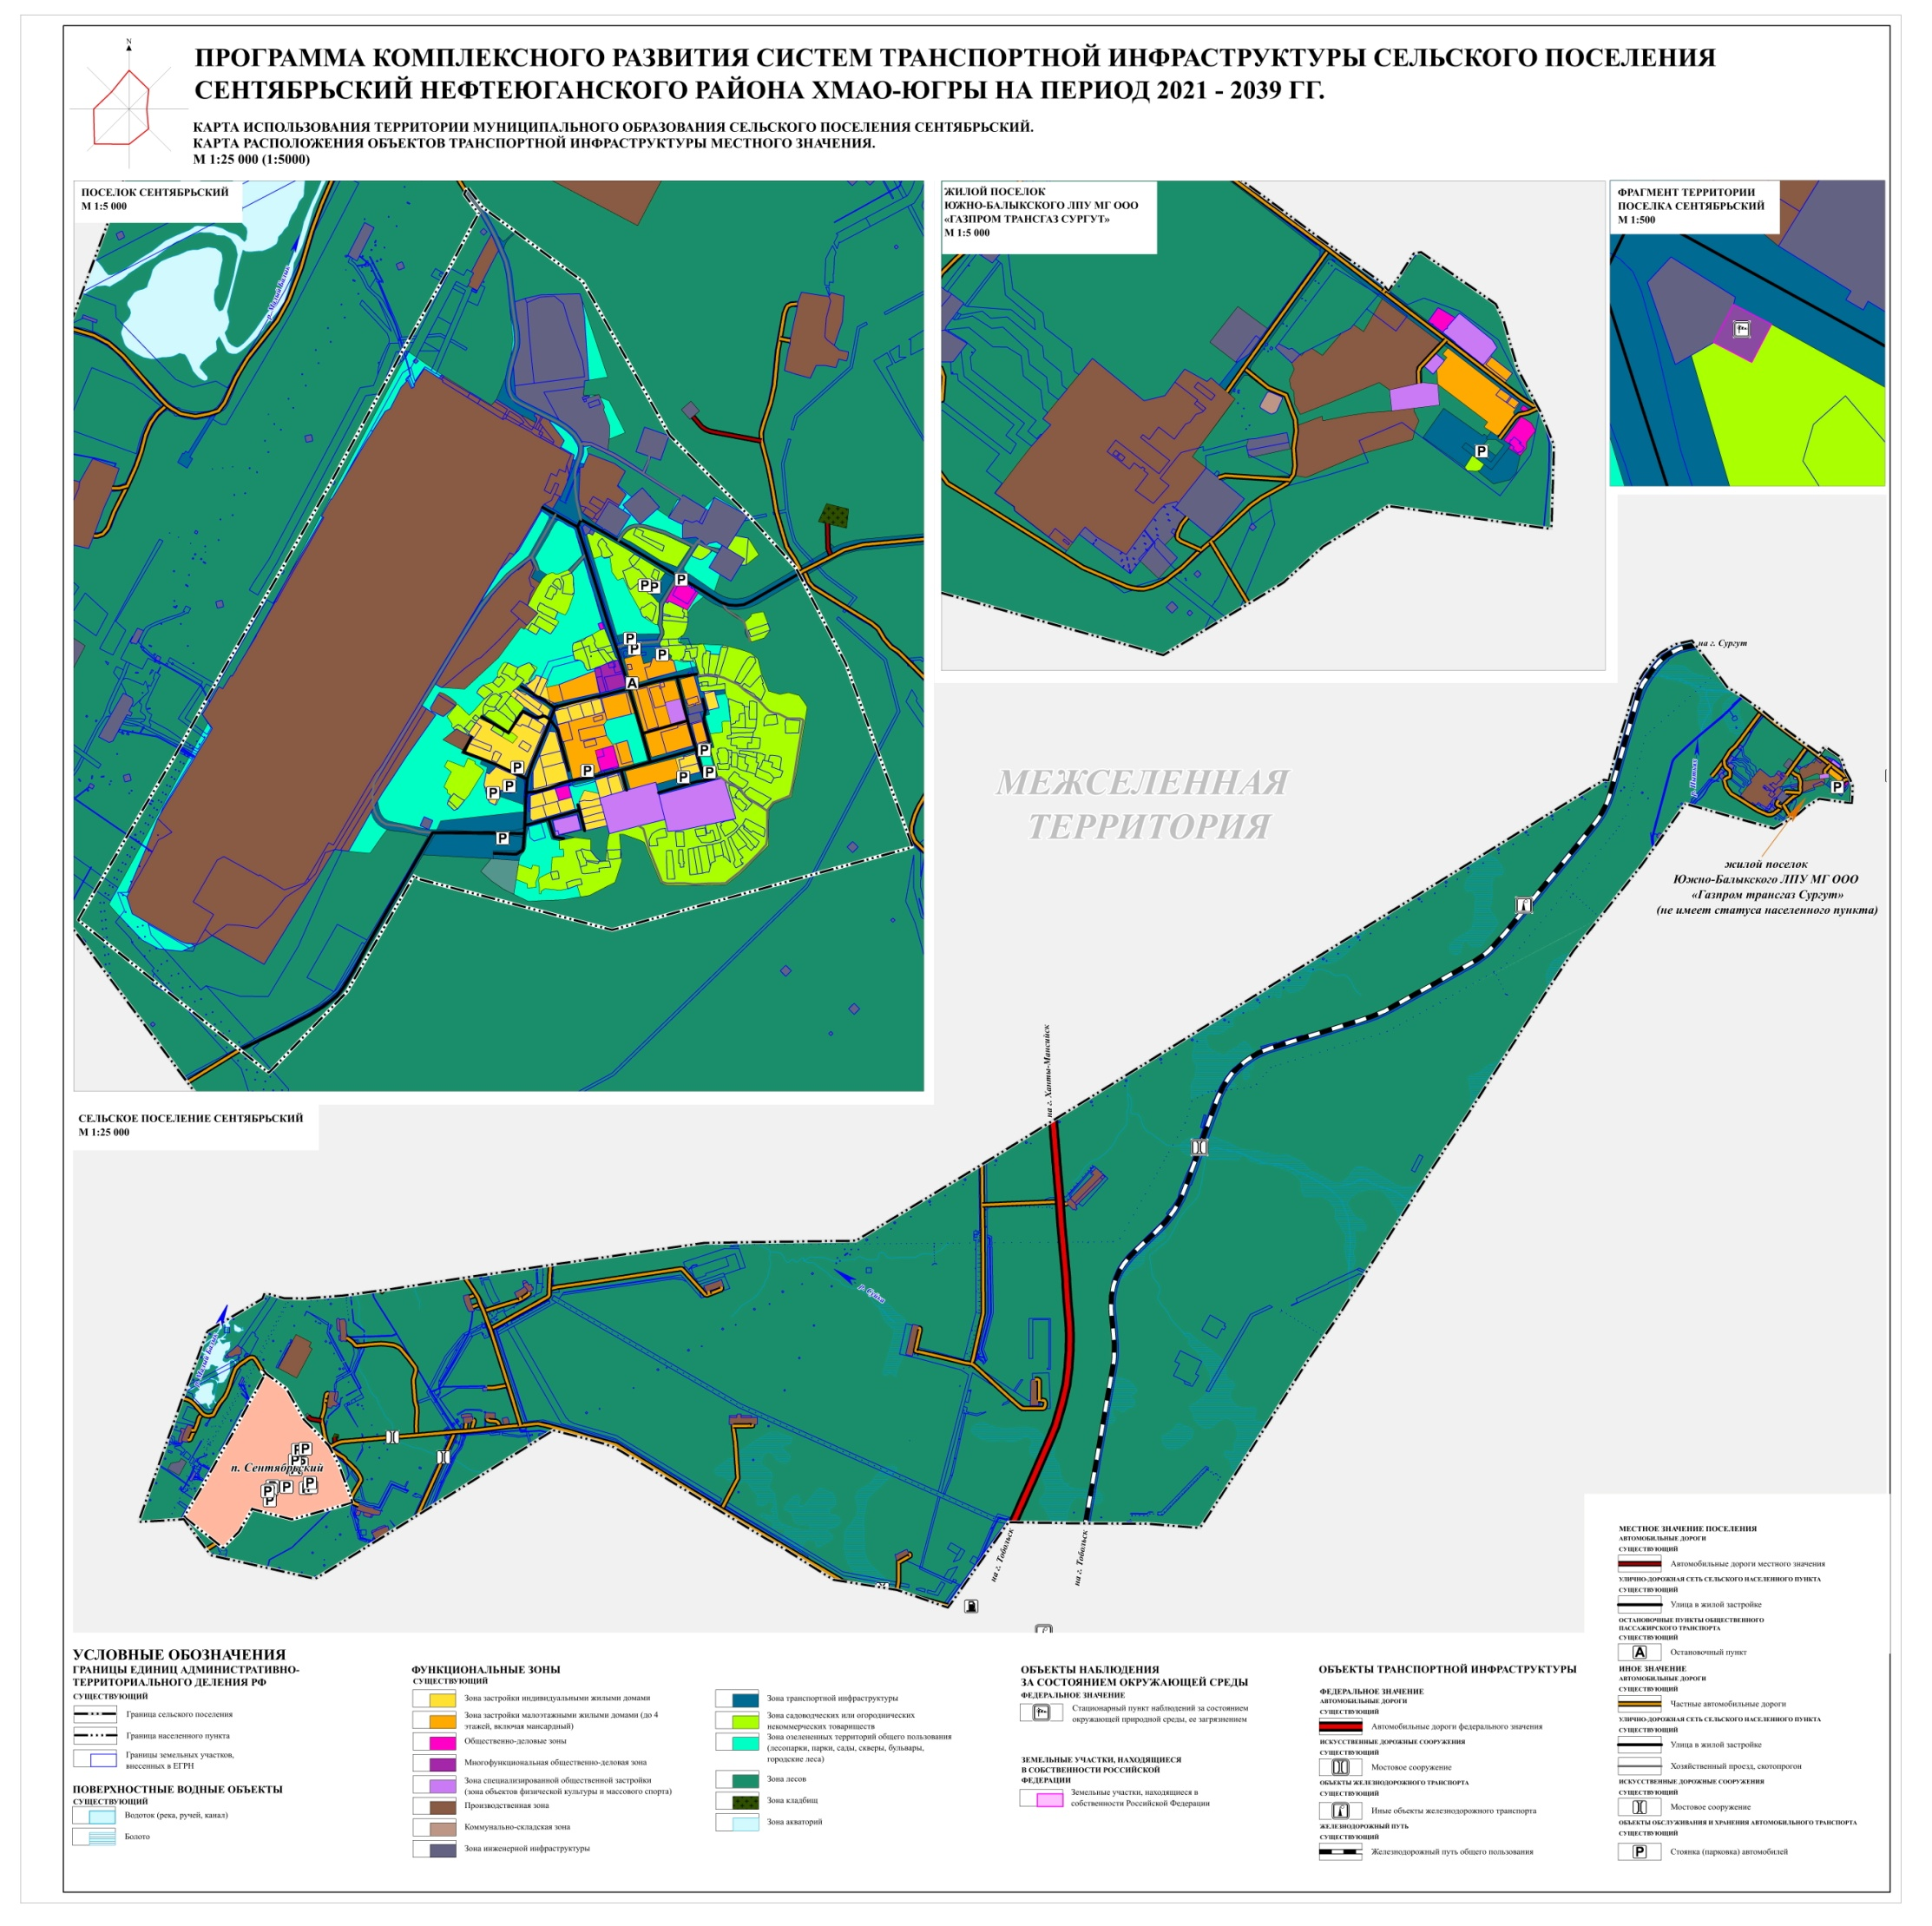 N
ПРОГРАММА КОМПЛЕКСНОГО РАЗВИТИЯ СИСТЕМ ТРАНСПОРТНОЙ ИНФРАСТРУКТУРЫ СЕЛЬСКОГО ПОСЕЛЕНИЯ
СЕНТЯБРЬСКИЙ НЕФТЕЮГАНСКОГО РАЙОНА ХМАО-ЮГРЫ НА ПЕРИОД 2021 - 2039 ГГ.
КАРТА ИСПОЛЬЗОВАНИЯ ТЕРРИТОРИИ МУНИЦИПАЛЬНОГО ОБРАЗОВАНИЯ СЕЛЬСКОГО ПОСЕЛЕНИЯ СЕНТЯБРЬСКИЙ.
КАРТА РАСПОЛОЖЕНИЯ ОБЪЕКТОВ ТРАНСПОРТНОЙ ИНФРАСТРУКТУРЫ МЕСТНОГО ЗНАЧЕНИЯ.
М 1:25 000 (1:5000)
ПОСЕЛОК СЕНТЯБРЬСКИЙ
М 1:5 000
р. Малый Балык
ЖИЛОЙ ПОСЕЛОК
ЮЖНО-БАЛЫКСКОГО ЛПУ МГ ООО
«ГАЗПРОМ ТРАНСГАЗ СУРГУТ»
М 1:5 000
ФРАГМЕНТ ТЕРРИТОРИИ
ПОСЕЛКА СЕНТЯБРЬСКИЙ
М 1:500
на г. Сургут
МЕЖСЕЛЕННАЯ
ТЕРРИТОРИЯ
жилой поселок
Южно-Балыкского ЛПУ МГ ООО
«Газпром трансгаз Сургут»
(не имеет статуса населенного пункта)
на г. Ханты-Мансийск
СЕЛЬСКОЕ ПОСЕЛЕНИЕ СЕНТЯБРЬСКИЙ
М 1:25 000
р. Малый Балык
п. Сентябрьский
на г. Тобольск
на г. Тобольск
УСЛОВНЫЕ ОБОЗНАЧЕНИЯ
ГРАНИЦЫ ЕДИНИЦ АДМИНИСТРАТИВНО-
ТЕРРИТОРИАЛЬНОГО ДЕЛЕНИЯ РФ
СУЩЕСТВУЮЩИЙ
Граница сельского поселения
Граница населенного пункта
Границы земельных участков,
внесенных в ЕГРН
ПОВЕРХНОСТНЫЕ ВОДНЫЕ ОБЪЕКТЫ
СУЩЕСТВУЮЩИЙ
Водоток (река, ручей, канал)
Болото
ФУНКЦИОНАЛЬНЫЕ ЗОНЫ
СУЩЕСТВУЮЩИЙ
Зона застройки индивидуальными жилыми домами
Зона застройки малоэтажными жилыми домами (до 4
этажей, включая мансардный)
Общественно-деловые зоны
Многофункциональная общественно-деловая зона
Зона специализированной общественной застройки
(зона объектов физической культуры и массового спорта)
Производственная зона
Коммунально-складская зона
Зона инженерной инфраструктуры
Зона транспортной инфраструктуры
Зона садоводческих или огороднических
некоммерческих товариществ
Зона озелененных территорий общего пользования
(лесопарки, парки, сады, скверы, бульвары,
городские леса)
Зона лесов
Зона кладбищ
Зона акваторий
ОБЪЕКТЫ НАБЛЮДЕНИЯ
ЗА СОСТОЯНИЕМ ОКРУЖАЮЩЕЙ СРЕДЫ
ФЕДЕРАЛЬНОЕ ЗНАЧЕНИЕ
Стационарный пункт наблюдений за состоянием
окружающей природной среды, ее загрязнением
ЗЕМЕЛЬНЫЕ УЧАСТКИ, НАХОДЯЩИЕСЯ
В СОБСТВЕННОСТИ РОССИЙСКОЙ
ФЕДЕРАЦИИ
Земельные участки, находящиеся в
собственности Российской Федерации
ОБЪЕКТЫ ТРАНСПОРТНОЙ ИНФРАСТРУКТУРЫ
ФЕДЕРАЛЬНОЕ ЗНАЧЕНИЕ
АВТОМОБИЛЬНЫЕ ДОРОГИ
СУЩЕСТВУЮЩИЙ
Автомобильные дороги федерального значения
ИСКУССТВЕННЫЕ ДОРОЖНЫЕ СООРУЖЕНИЯ
СУЩЕСТВУЮЩИЙ
Мостовое сооружение
ОБЪЕКТЫ ЖЕЛЕЗНОДОРОЖНОГО ТРАНСПОРТА
СУЩЕСТВУЮЩИЙ
Иные объекты железнодорожного транспорта
ЖЕЛЕЗНОДОРОЖНЫЙ ПУТЬ
СУЩЕСТВУЮЩИЙ
Железнодорожный путь общего пользования
МЕСТНОЕ ЗНАЧЕНИЕ ПОСЕЛЕНИЯ
АВТОМОБИЛЬНЫЕ ДОРОГИ
СУЩЕСТВУЮЩИЙ
Автомобильные дороги местного значения
УЛИЧНО-ДОРОЖНАЯ СЕТЬ СЕЛЬСКОГО НАСЕЛЕННОГО ПУНКТА
СУЩЕСТВУЮЩИЙ
Улица в жилой застройке
ОСТАНОВОЧНЫЕ ПУНКТЫ ОБЩЕСТВЕННОГО
ПАССАЖИРСКОГО ТРАНСПОРТА
СУЩЕСТВУЮЩИЙ
A Остановочный пункт
ИНОЕ ЗНАЧЕНИЕ
АВТОМОБИЛЬНЫЕ ДОРОГИ
СУЩЕСТВУЮЩИЙ
Частные автомобильные дороги
УЛИЧНО-ДОРОЖНАЯ СЕТЬ СЕЛЬСКОГО НАСЕЛЕННОГО ПУНКТА
СУЩЕСТВУЮЩИЙ
Улица в жилой застройке
Хозяйственный проезд, скотопрогон
ИСКУССТВЕННЫЕ ДОРОЖНЫЕ СООРУЖЕНИЯ
СУЩЕСТВУЮЩИЙ
Мостовое сооружение
ОБЪЕКТЫ ОБСЛУЖИВАНИЯ И ХРАНЕНИЯ АВТОМОБИЛЬНОГО ТРАНСПОРТА
СУЩЕСТВУЮЩИЙ
P Стоянка (парковка) автомобилей